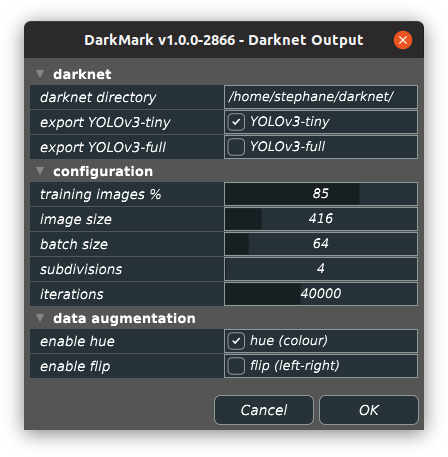 DarkMark v1.0.0-2866 - Darknet Output
darknet
darknet directory /home/stephane/darknet/
export YOLOv3-tiny YOLOv3-tiny
export YOLOv3-full YOLOv3-full
configuration
training images % 85
image size 416
batch size 64
subdivisions 4
iterations 40000
data augmentation
enable hue hue (colour)
enable flip flip (left-right)
Cancel OK